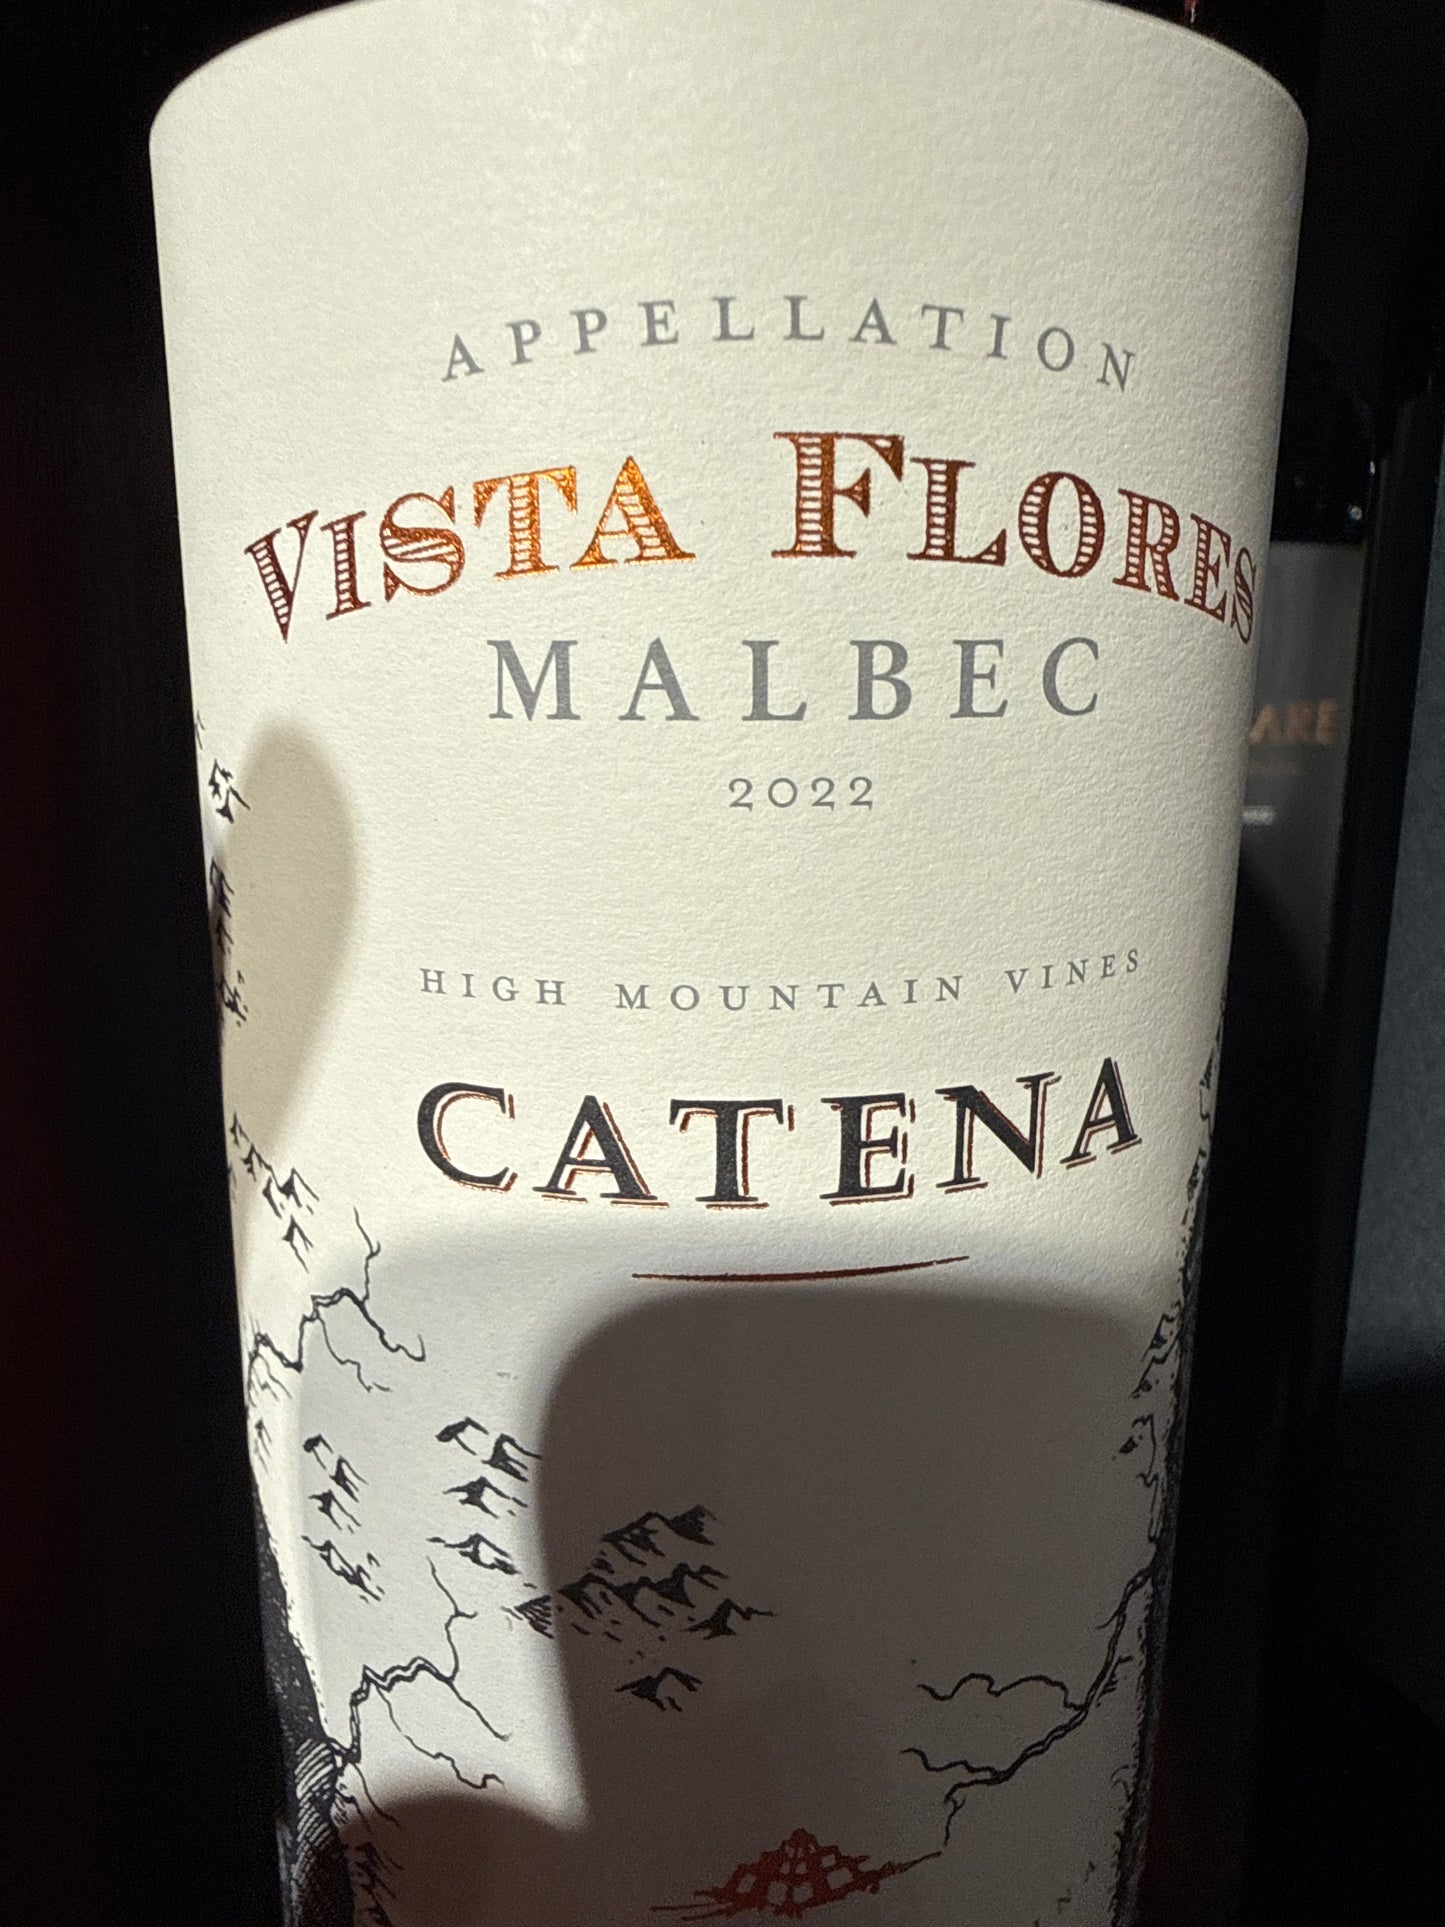 APPELLATION
VISTA FLORES
MALBEC
2022
HIGH MOUNTAIN VINES
CATENA